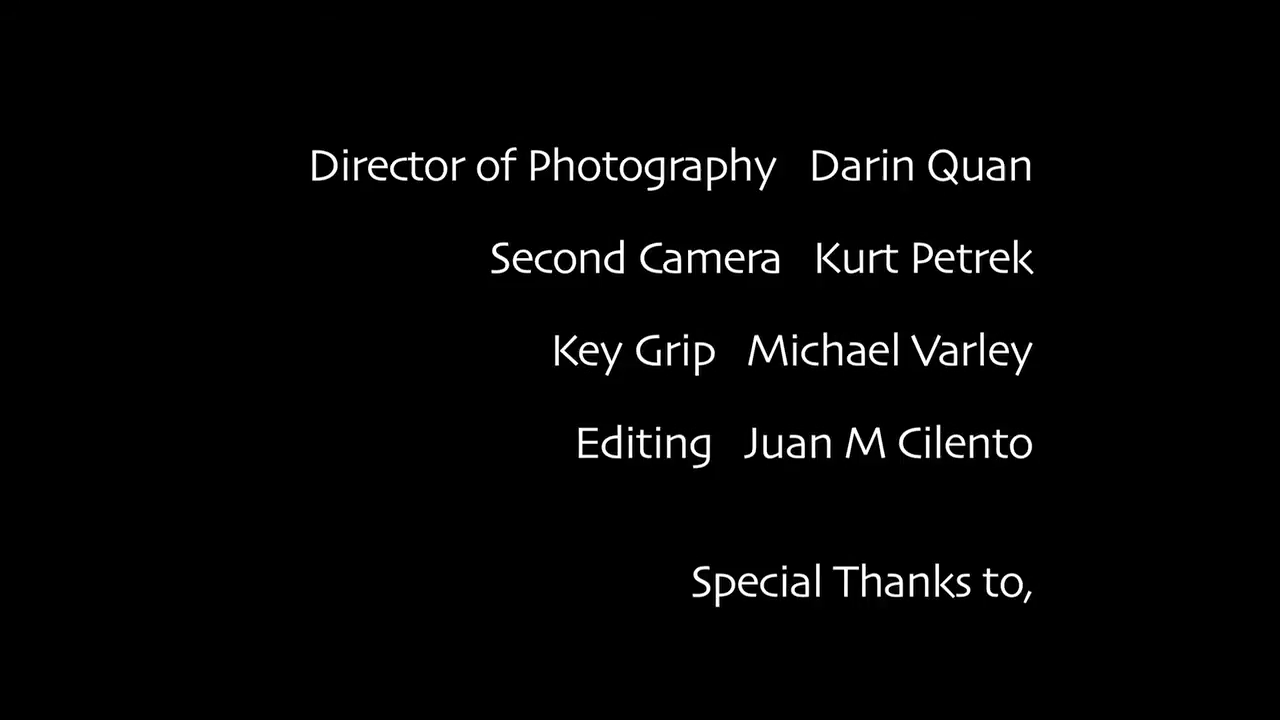 Director of Photography Darin Quan
Second Camera Kurt Petrek
Key Grip Michael Varley
Editing Juan M Cilento
Special Thanks to,